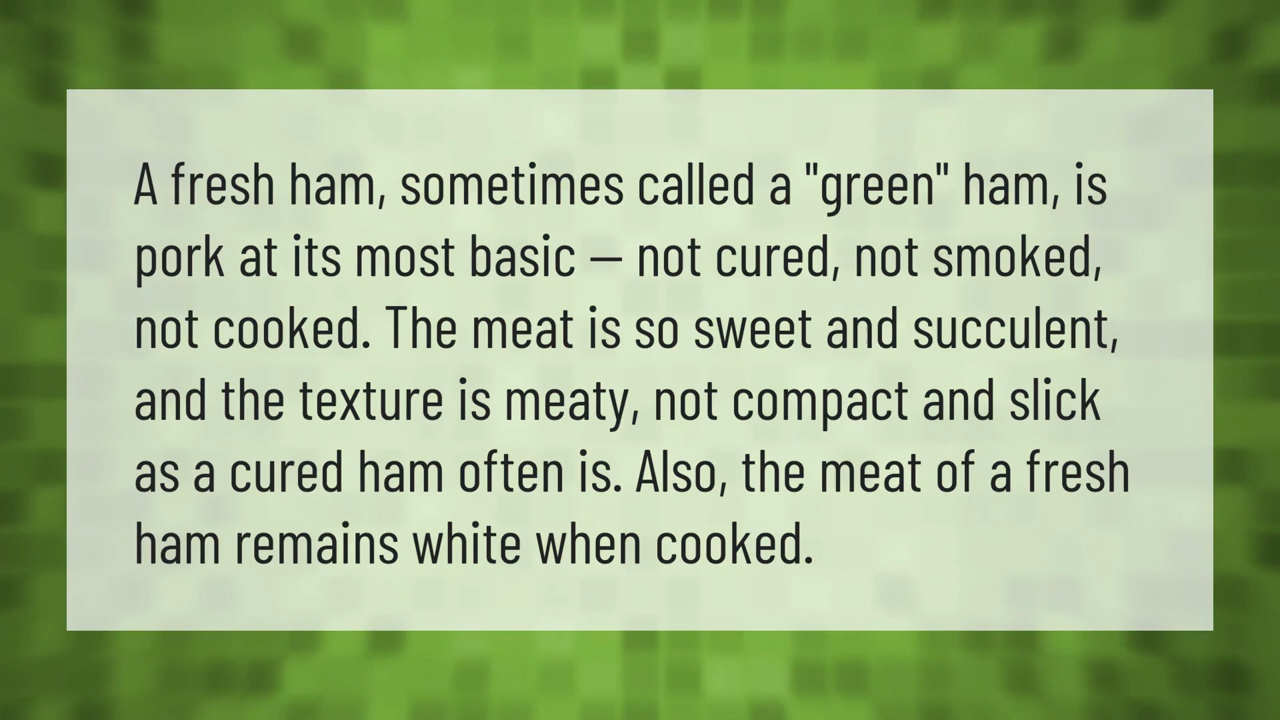 A fresh ham, sometimes called a "green" ham, is
pork at its most basic — not cured, not smoked,
not cooked. The meat is so sweet and succulent,
and the texture is meaty, not compact and slick
as a cured ham often is. Also, the meat of a fresh
ham remains white when cooked.